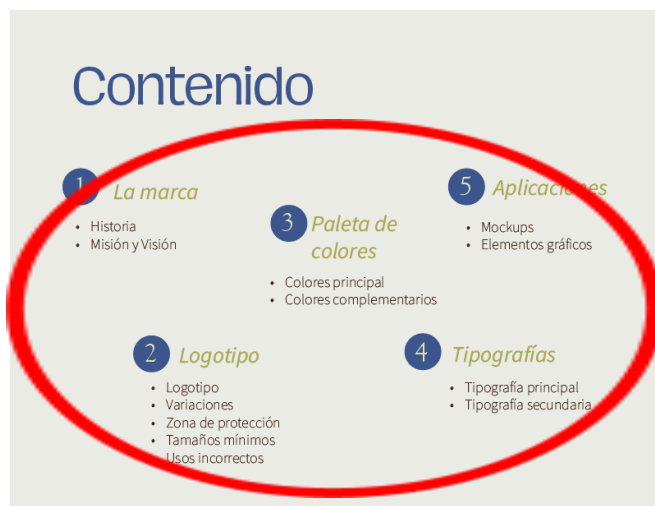 Contenido
1 La marca
• Historia
• Misión y Visión
2 Logotipo
• Logotipo
• Variaciones
• Zona de protección
• Tamaños mínimos
• Usos incorrectos
3 Paleta de
colores
• Colores principal
• Colores complementarios
4 Tipografías
• Tipografía principal
• Tipografía secundaria
5 Aplicaciones
• Mockups
• Elementos gráficos